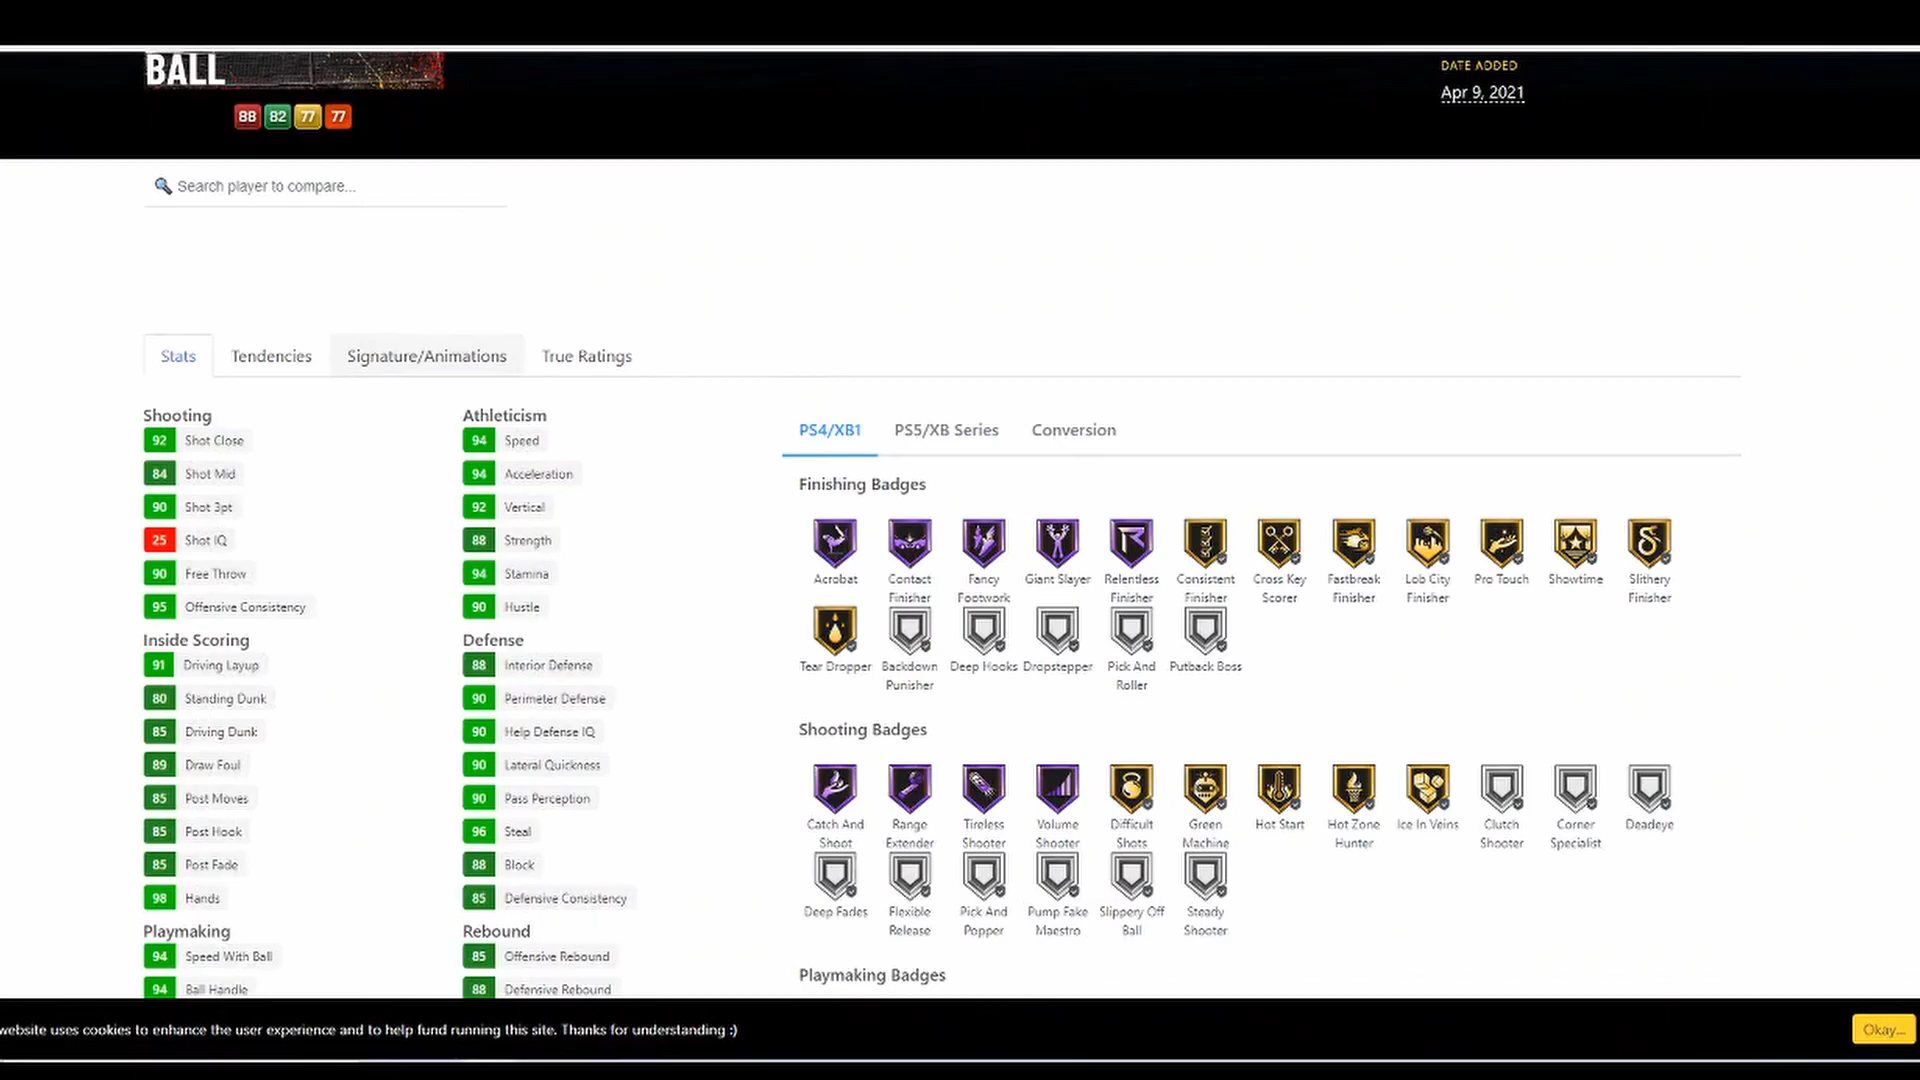 BALL
DATE ADDED
Apr 9, 2021
88 82 77 77
Search player to compare...
Stats Tendencies Signature/Animations True Ratings
Shooting
92 Shot Close
84 Shot Mid
90 Shot 3pt
25 Shot IQ
90 Free Throw
95 Offensive Consistency
Inside Scoring
91 Driving Layup
80 Standing Dunk
85 Driving Dunk
89 Draw Foul
85 Post Moves
85 Post Hook
85 Post Fade
98 Hands
Playmaking
94 Speed With Ball
94 Ball Handle
Athleticism
94 Speed
94 Acceleration
92 Vertical
88 Strength
94 Stamina
90 Hustle
Defense
88 Interior Defense
90 Perimeter Defense
90 Help Defense IQ
90 Lateral Quickness
90 Pass Perception
96 Steal
88 Block
85 Defensive Consistency
Rebound
85 Offensive Rebound
88 Defensive Rebound
PS4/XB1 PS5/XB Series Conversion
Finishing Badges
Acrobat Contact Fancy Giant Slayer Relentless Consistent Cross Key Fastbreak Lob City Pro Touch Showtime Slithery
Finisher Footwork Finisher Finisher Scorer Finisher Finisher Finisher
Tear Dropper Backdown Deep Hooks Dropstepper Pick And Putback Boss
Punisher Roller
Shooting Badges
Catch And Range Tireless Volume Difficult Green Hot Start Hot Zone Ice In Veins Clutch Corner Deadeye
Shoot Extender Shooter Shooter Shots Machine Hunter Shooter Specialist
Deep Fades Flexible Pick And Pump Fake Slippery Off Steady
Release Popper Maestro Ball Shooter
Playmaking Badges
website uses cookies to enhance the user experience and to help fund running this site. Thanks for understanding :)
Okay...